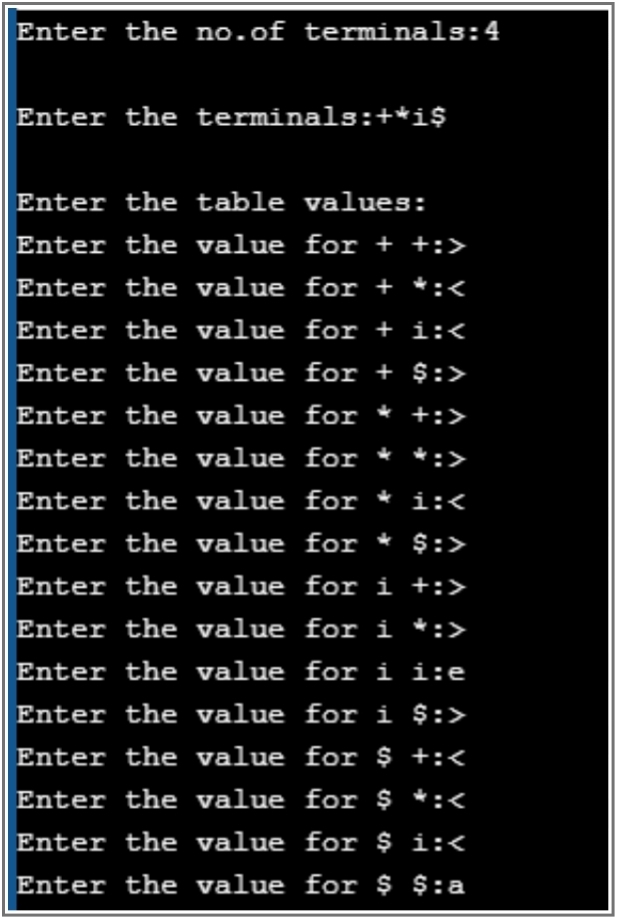 Enter the no.of terminals:4
Enter the terminals:+*i$
Enter the table values:
Enter the value for + +:>
Enter the value for + *:<
Enter the value for + i:<
Enter the value for + $:>
Enter the value for * +:>
Enter the value for * *:>
Enter the value for * i:<
Enter the value for * $:>
Enter the value for i +:>
Enter the value for i *:>
Enter the value for i i:e
Enter the value for i $:>
Enter the value for $ +:<
Enter the value for $ *:<
Enter the value for $ i:<
Enter the value for $ $:a